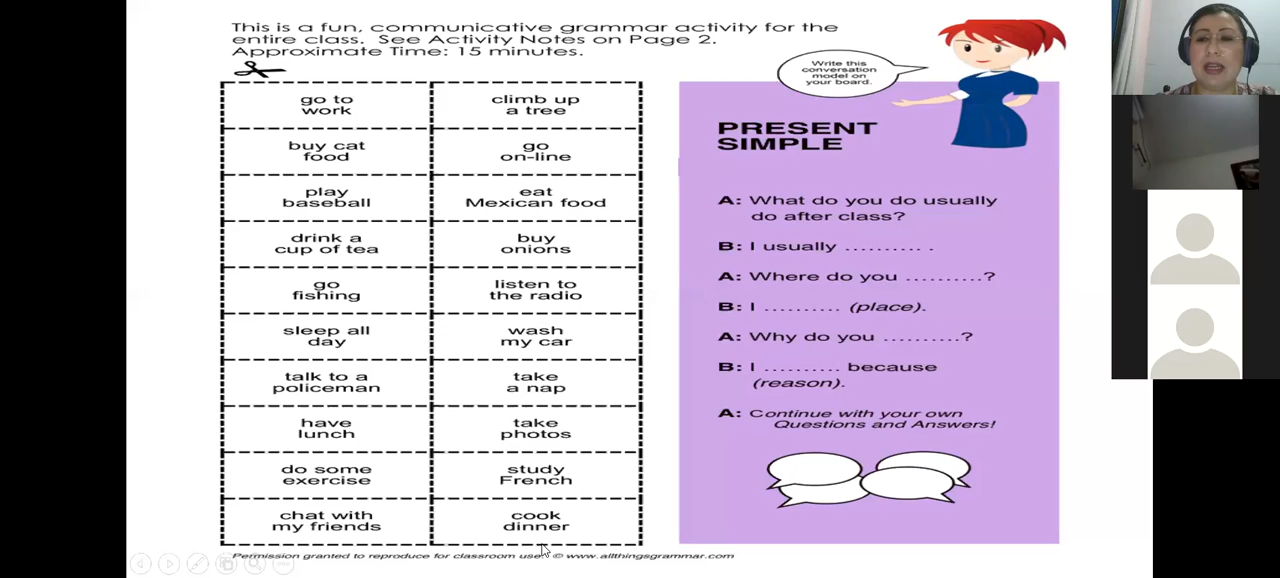 This is a fun, communicative grammar activity for the
entire class. See Activity Notes on Page 2.
Approximate Time: 15 minutes.
go to
work
climb up
a tree
buy cat
food
go
on-line
play
baseball
eat
Mexican food
drink a
cup of tea
buy
onions
go
fishing
listen to
the radio
sleep all
day
wash
my car
talk to a
policeman
take
a nap
have
lunch
take
photos
do some
exercise
study
French
chat with
my friends
cook
dinner
Permission granted to reproduce for classroom use. © www.allthingsgrammar.com
Write this
conversation
model on
your board.
PRESENT
SIMPLE
A: What do you do usually
do after class?
B: I usually .......... .
A: Where do you ..........?
B: I .......... (place).
A: Why do you ..........?
B: I .......... because
(reason).
A: Continue with your own
Questions and Answers!